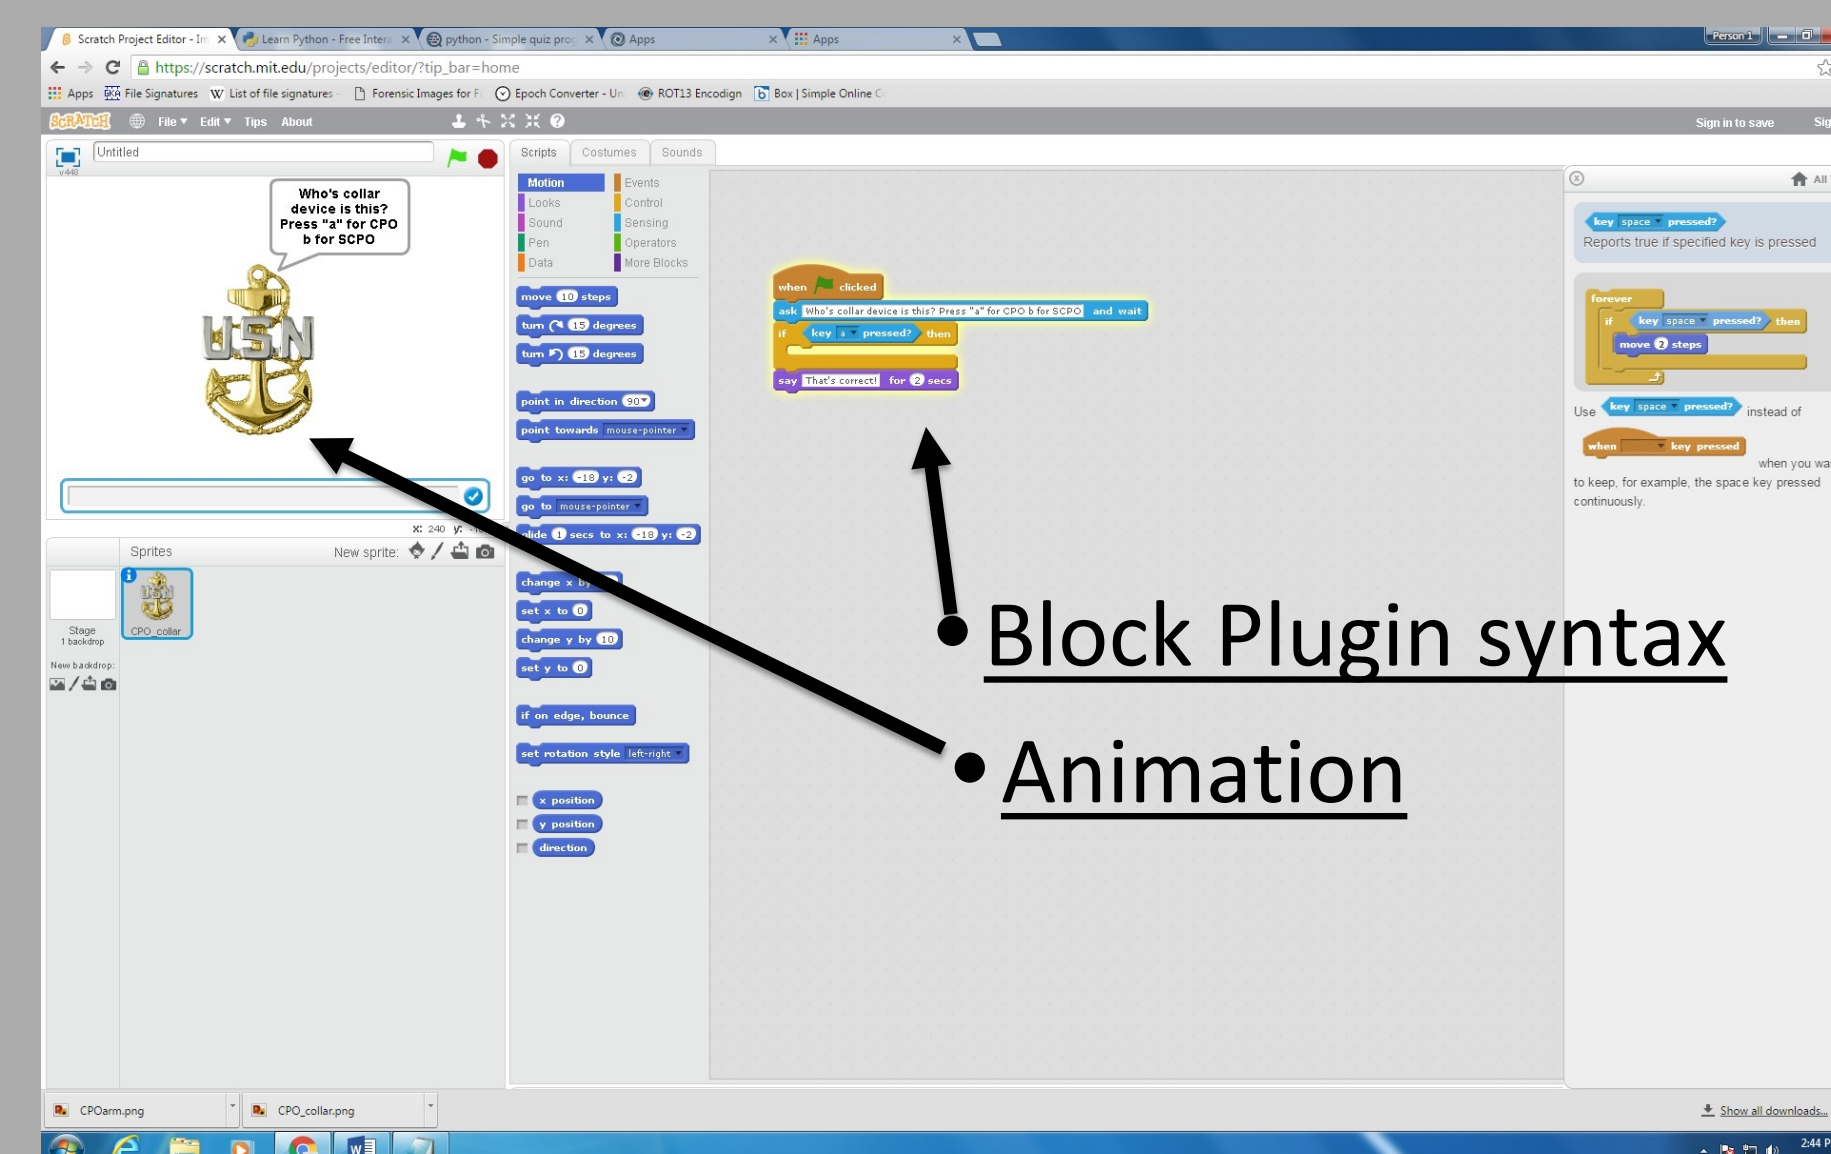 Scratch Project Editor - Im
Learn Python - Free Intera
python - Simple quiz prog
Apps
Apps
Person 1
https://scratch.mit.edu/projects/editor/?tip_bar=home
Apps
File Signatures
W List of file signatures
Forensic Images for F
Epoch Converter - Un
ROT13 Encodign
Box | Simple Online C
SCRATCH
File
Edit
Tips
About
Sign in to save
Untitled
v448
Scripts
Costumes
Sounds
Who's collar
device is this?
Press "a" for CPO
b for SCPO
USN
x: 240 y:
Sprites
New sprite:
Stage
1 backdrop
New backdrop:
CPO_collar
Motion
Events
Looks
Control
Sound
Sensing
Pen
Operators
Data
More Blocks
move 10 steps
turn 15 degrees
turn 15 degrees
point in direction 90
point towards mouse-pointer
go to x: -18 y: -2
go to mouse-pointer
glide 1 secs to x: -18 y: -2
change x by
set x to 0
change y by 10
set y to 0
if on edge, bounce
set rotation style left-right
x position
y position
direction
when clicked
ask Who's collar device is this? Press "a" for CPO b for SCPO and wait
if key a pressed? then
say That's correct! for 2 secs
• Block Plugin syntax
• Animation
All
key space pressed?
Reports true if specified key is pressed
forever
if key space pressed? then
move 2 steps
Use key space pressed? instead of
when key pressed
when you wa
to keep, for example, the space key pressed
continuously.
CPOarm.png
CPO_collar.png
Show all downloads...
2:44 P